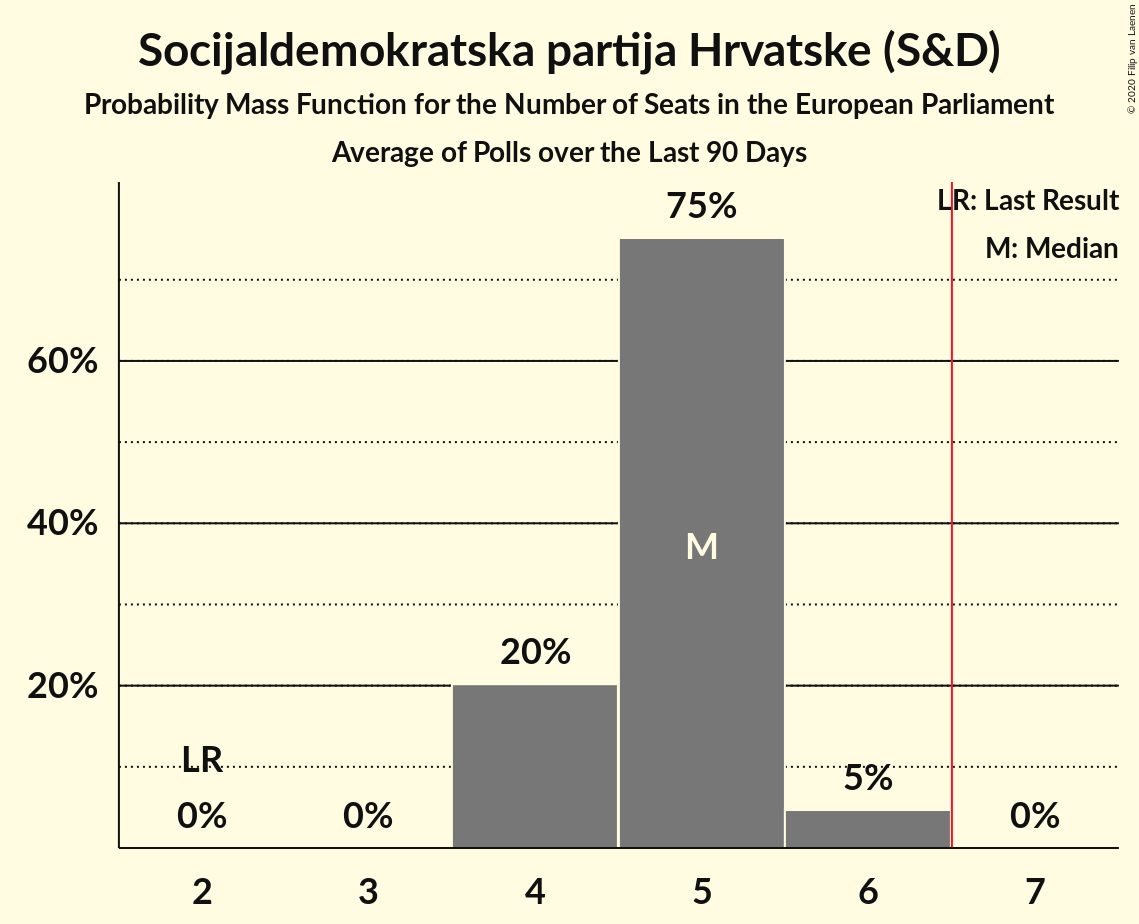 Socijaldemokratska partija Hrvatske (S&D)
Probability Mass Function for the Number of Seats in the European Parliament
Average of Polls over the Last 90 Days
© 2020 Filip van Laenen
LR: Last Result
M: Median
75%
60%
40%
M
20%
20%
LR
5%
0%
0%
0%
2
3
4
5
6
7